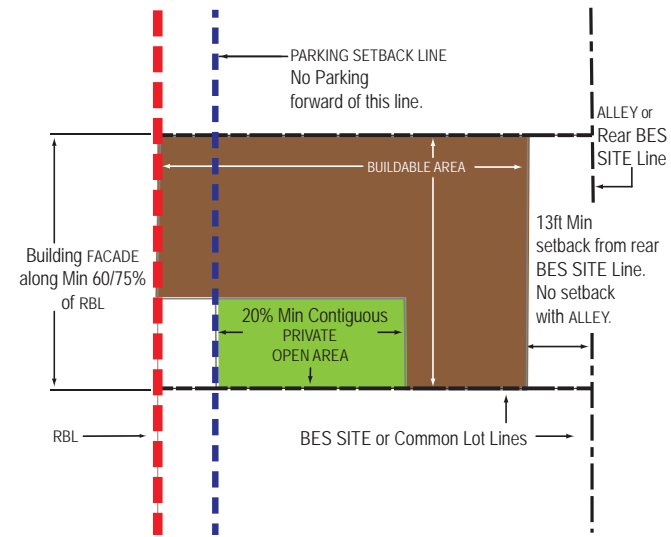 PARKING SETBACK LINE
No Parking
forward of this line.
ALLEY or
Rear BES
SITE Line
BUILDABLE AREA
13ft Min
setback from rear
BES SITE Line.
No setback
with ALLEY.
Building FACADE
along Min 60/75%
of RBL
20% Min Contiguous
PRIVATE
OPEN AREA
RBL
BES SITE or Common Lot Lines